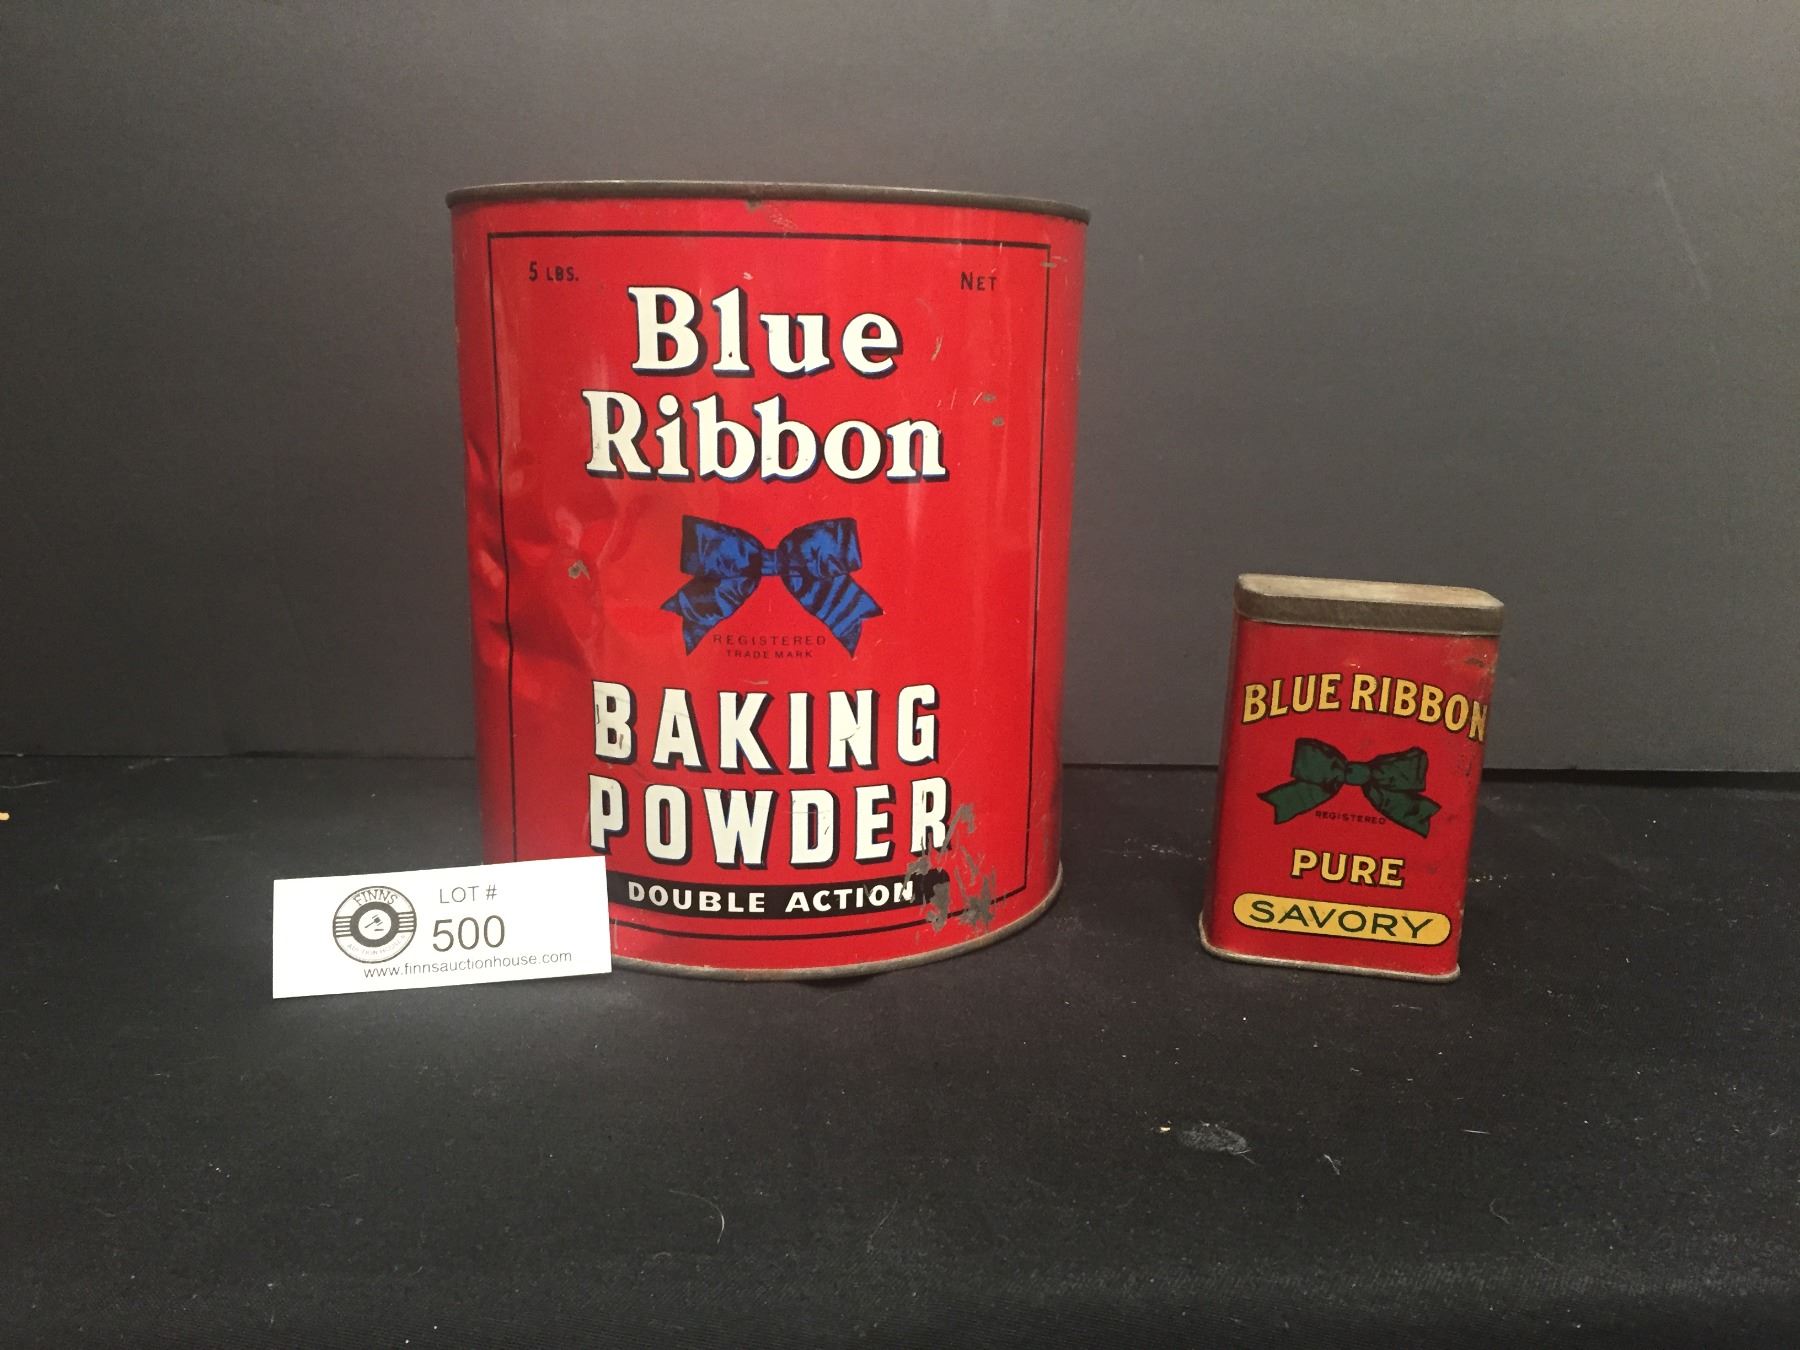 5 LBS.
NET
Blue
Ribbon
REGISTERED
TRADE MARK
BAKING
POWDER
DOUBLE ACTION
FINNS
LOT #
500
www.finnsauctionhouse.com
BLUE RIBBON
REGISTERED
PURE
SAVORY